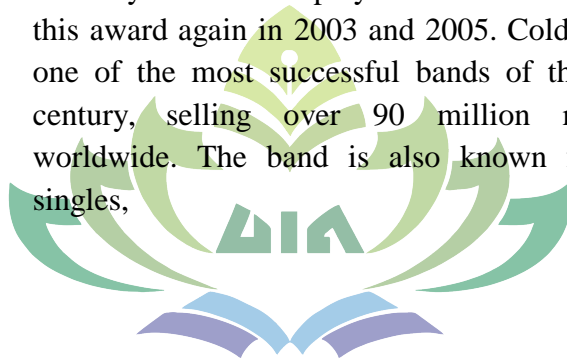 this award again in 2003 and 2005. Cold
one of the most successful bands of th
century, selling over 90 million
worldwide. The band is also known
singles,
UIN